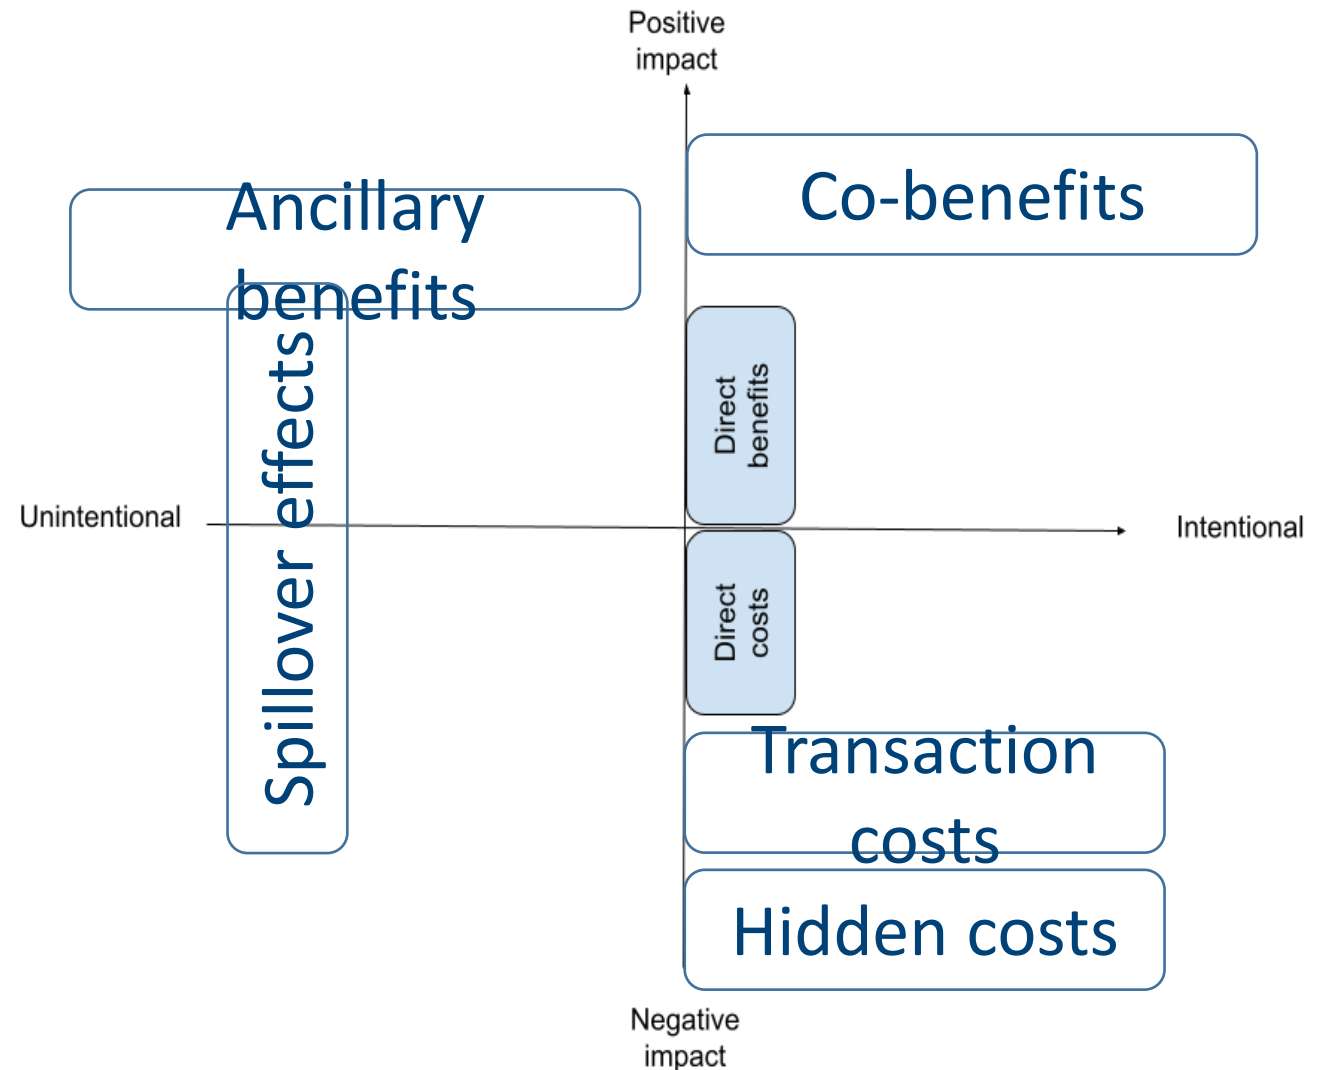 Positive
impact
Co-benefits
Ancillary
benefits
Spillover effects
Direct
benefits
Unintentional
Intentional
Direct
costs
Transaction
costs
Hidden costs
Negative
impact